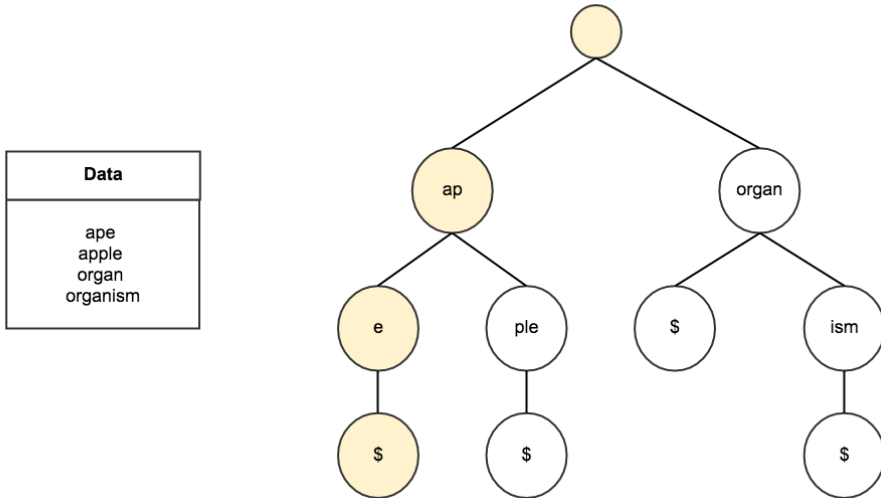 Data
ape
apple
organ
organism
ap
organ
e
ple
$
ism
$
$
$